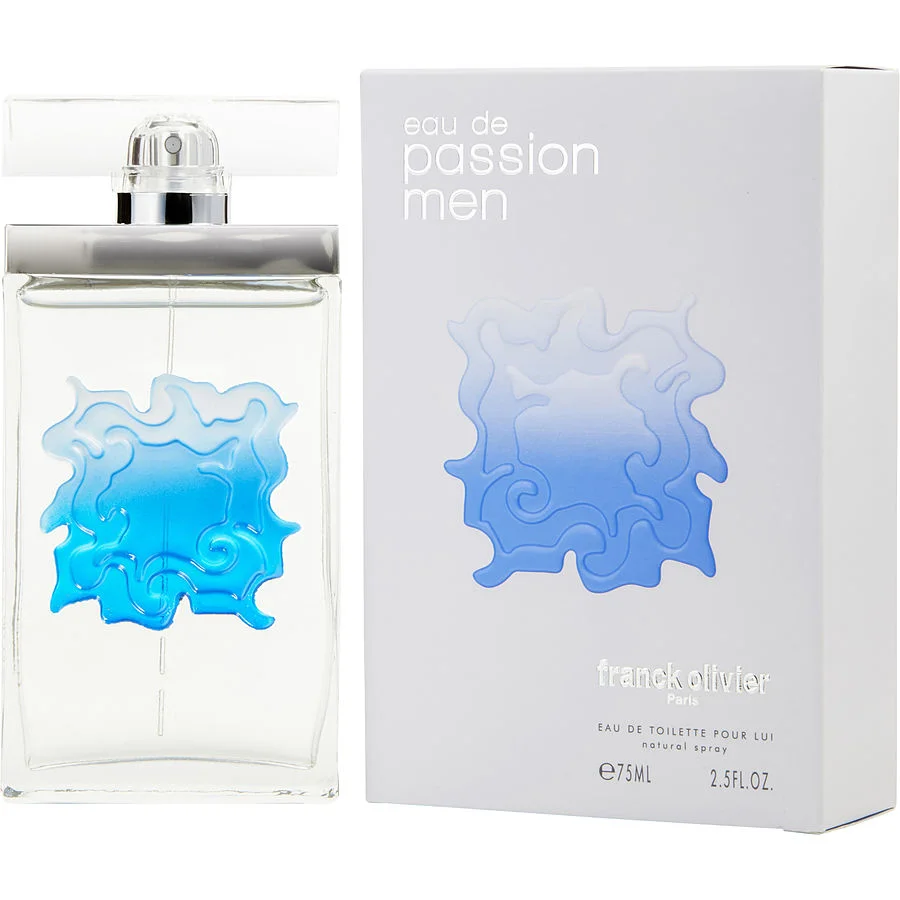 eau de
passion
men
franck olivier
Paris
EAU DE TOILETTE POUR LUI
natural spray
℮75ML 2.5FL.OZ.